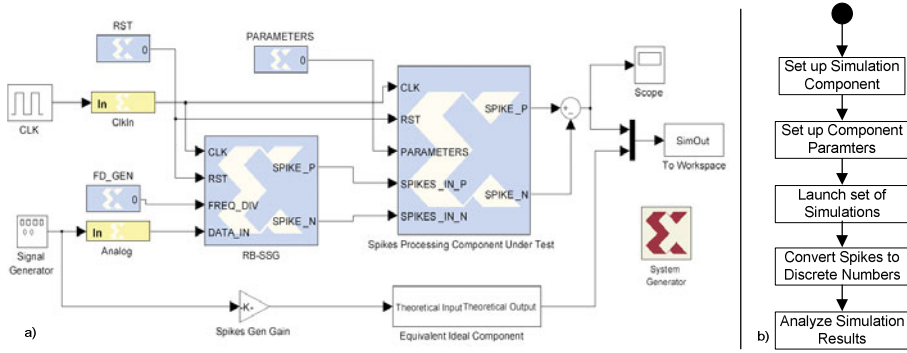 RST
0
PARAMETERS
0
CLK
In
ClkIn
FD_GEN
0
Signal
Generator
In
Analog
CLK
RST
FREQ_DIV
DATA_IN
SPIKE_P
SPIKE_N
RB-SSG
CLK
RST
PARAMETERS
SPIKES_IN_P
SPIKES_IN_N
SPIKE_P
SPIKE_N
Spikes Processing Component Under Test
+
-
Scope
SimOut
To Workspace
System
Generator
-K-
Spikes Gen Gain
Theoretical Input
Theoretical Output
Equivalent Ideal Component
a)
Set up Simulation
Component
Set up Component
Paramters
Launch set of
Simulations
Convert Spikes to
Discrete Numbers
Analyze Simulation
Results
b)